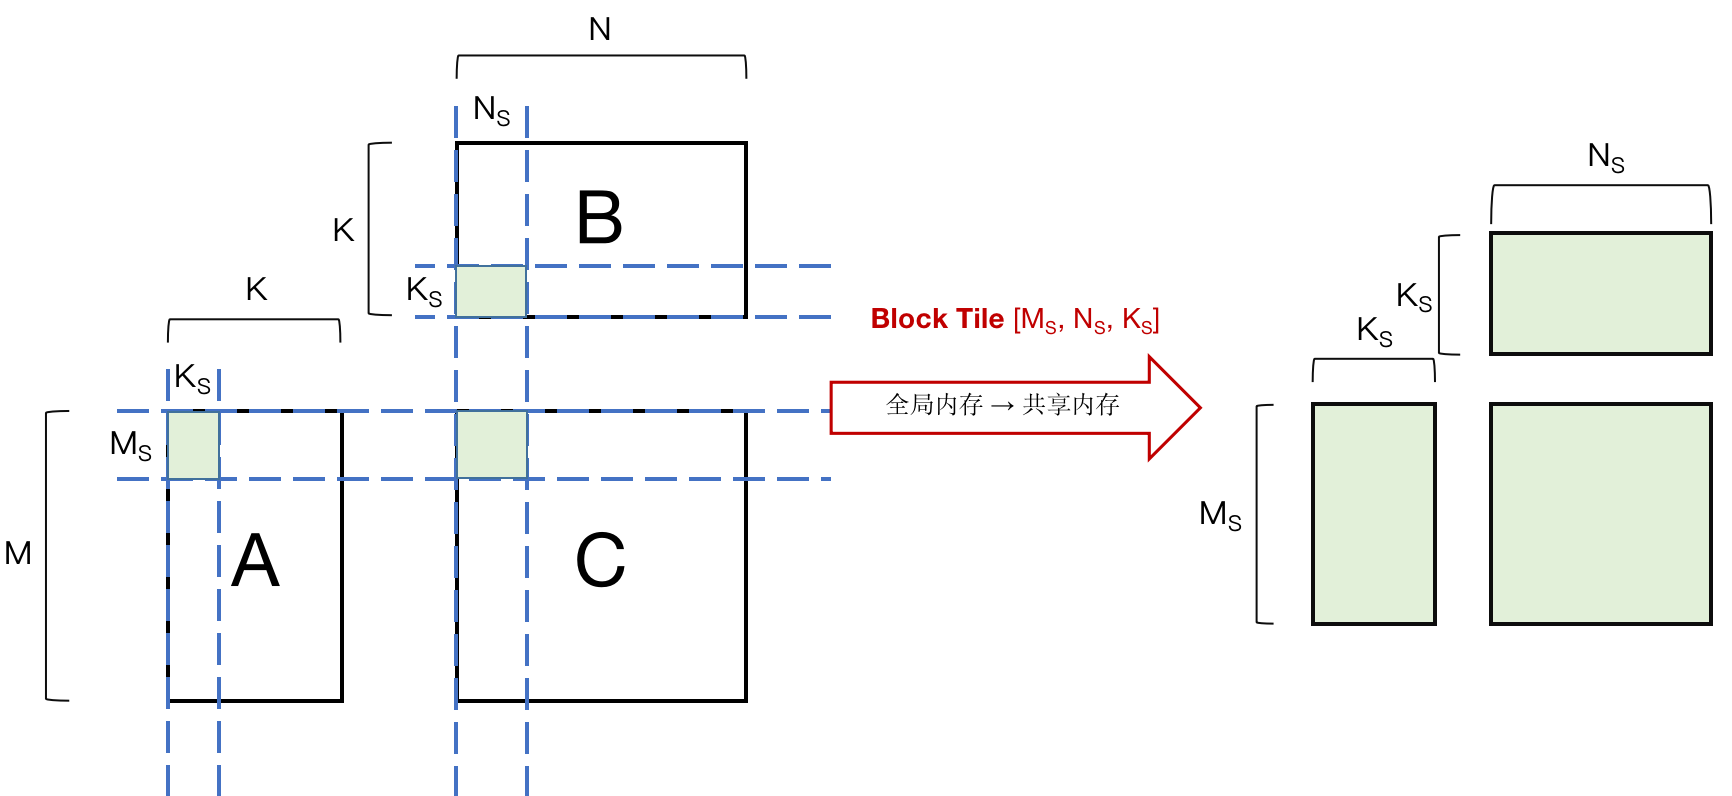 N
N_S
B
K
K_S
K
K_S
M_S
M
A
C
Block Tile [M_S, N_S, K_S]
全局内存 → 共享内存
N_S
K_S
K_S
M_S